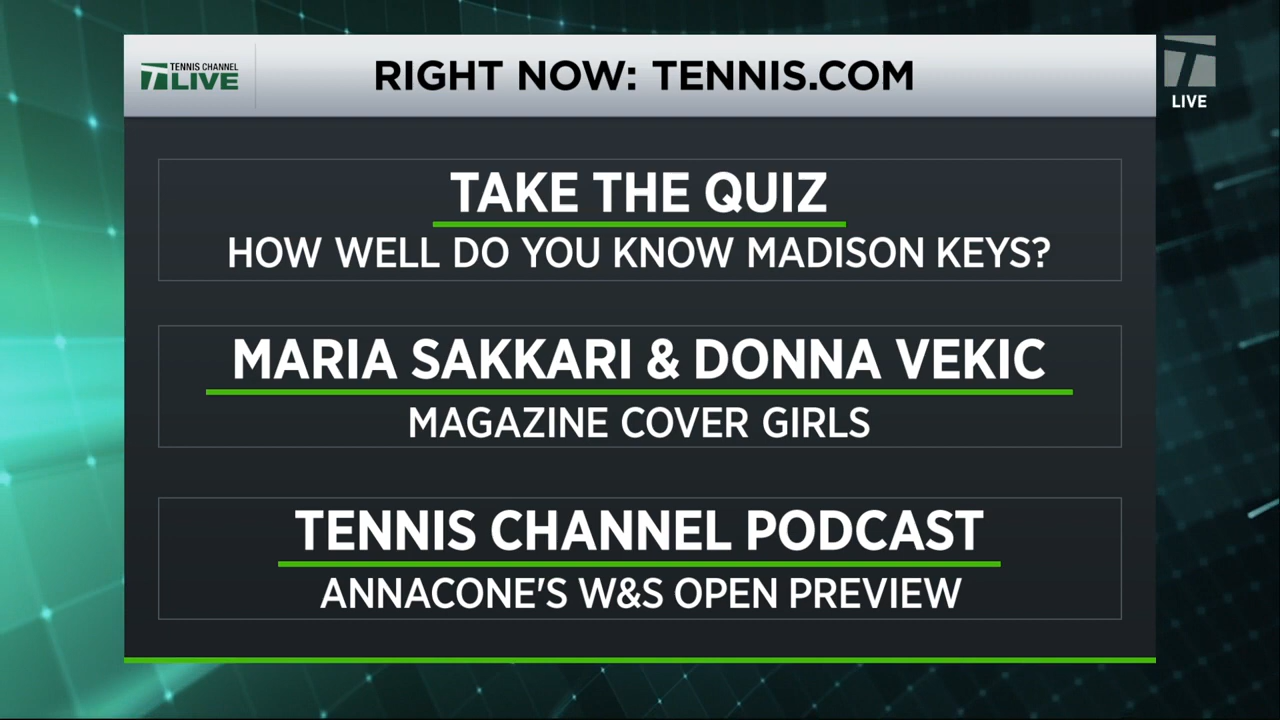 TENNIS CHANNEL
LIVE
RIGHT NOW: TENNIS.COM
LIVE
TAKE THE QUIZ
HOW WELL DO YOU KNOW MADISON KEYS?
MARIA SAKKARI & DONNA VEKIC
MAGAZINE COVER GIRLS
TENNIS CHANNEL PODCAST
ANNACONE'S W&S OPEN PREVIEW